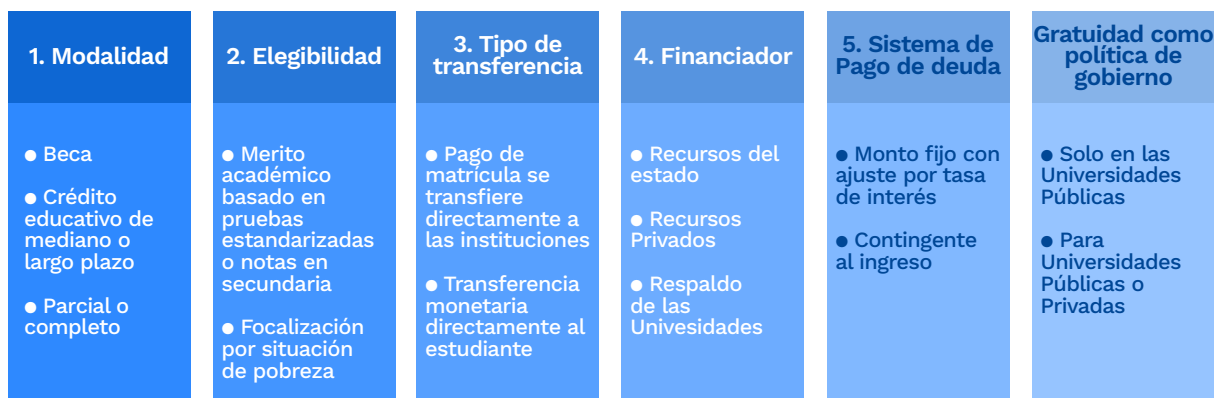 1. Modalidad
● Beca
● Crédito
educativo de
mediano o
largo plazo
● Parcial o
completo
2. Elegibilidad
● Merito
académico
basado en
pruebas
estandarizadas
o notas en
secundaria
● Focalización
por situación
de pobreza
3. Tipo de
transferencia
● Pago de
matrícula se
transfiere
directamente a
las instituciones
● Transferencia
monetaria
directamente al
estudiante
4. Financiador
● Recursos del
estado
● Recursos
Privados
● Respaldo
de las
Univesidades
5. Sistema de
Pago de deuda
● Monto fijo con
ajuste por tasa
de interés
● Contingente
al ingreso
Gratuidad como
política de
gobierno
● Solo en las
Universidades
Públicas
● Para
Universidades
Públicas o
Privadas